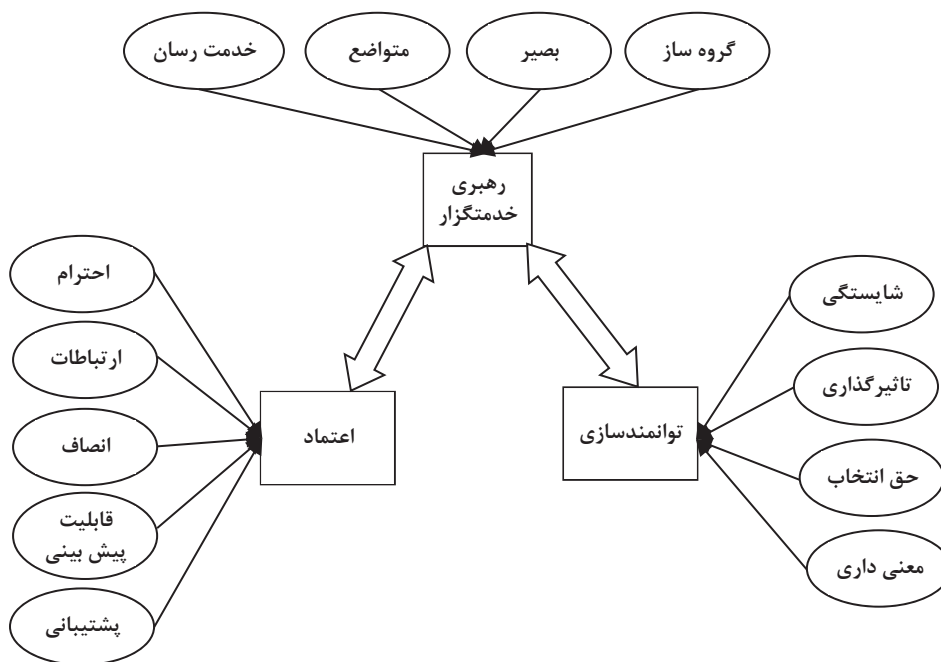 گروه ساز
بصیر
متواضع
خدمت رسان
رهبری
خدمتگزار
شایستگی
تاثیرگذاری
حق انتخاب
معنی داری
توانمندسازی
اعتماد
احترام
ارتباطات
انصاف
قابلیت
پیش بینی
پشتیبانی